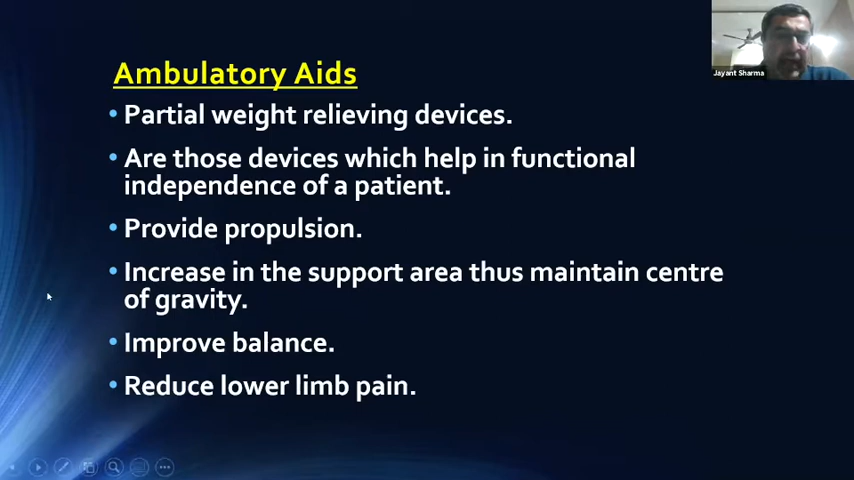 Jayant Sharma
Ambulatory Aids
• Partial weight relieving devices.
• Are those devices which help in functional
independence of a patient.
• Provide propulsion.
• Increase in the support area thus maintain centre
of gravity.
• Improve balance.
• Reduce lower limb pain.